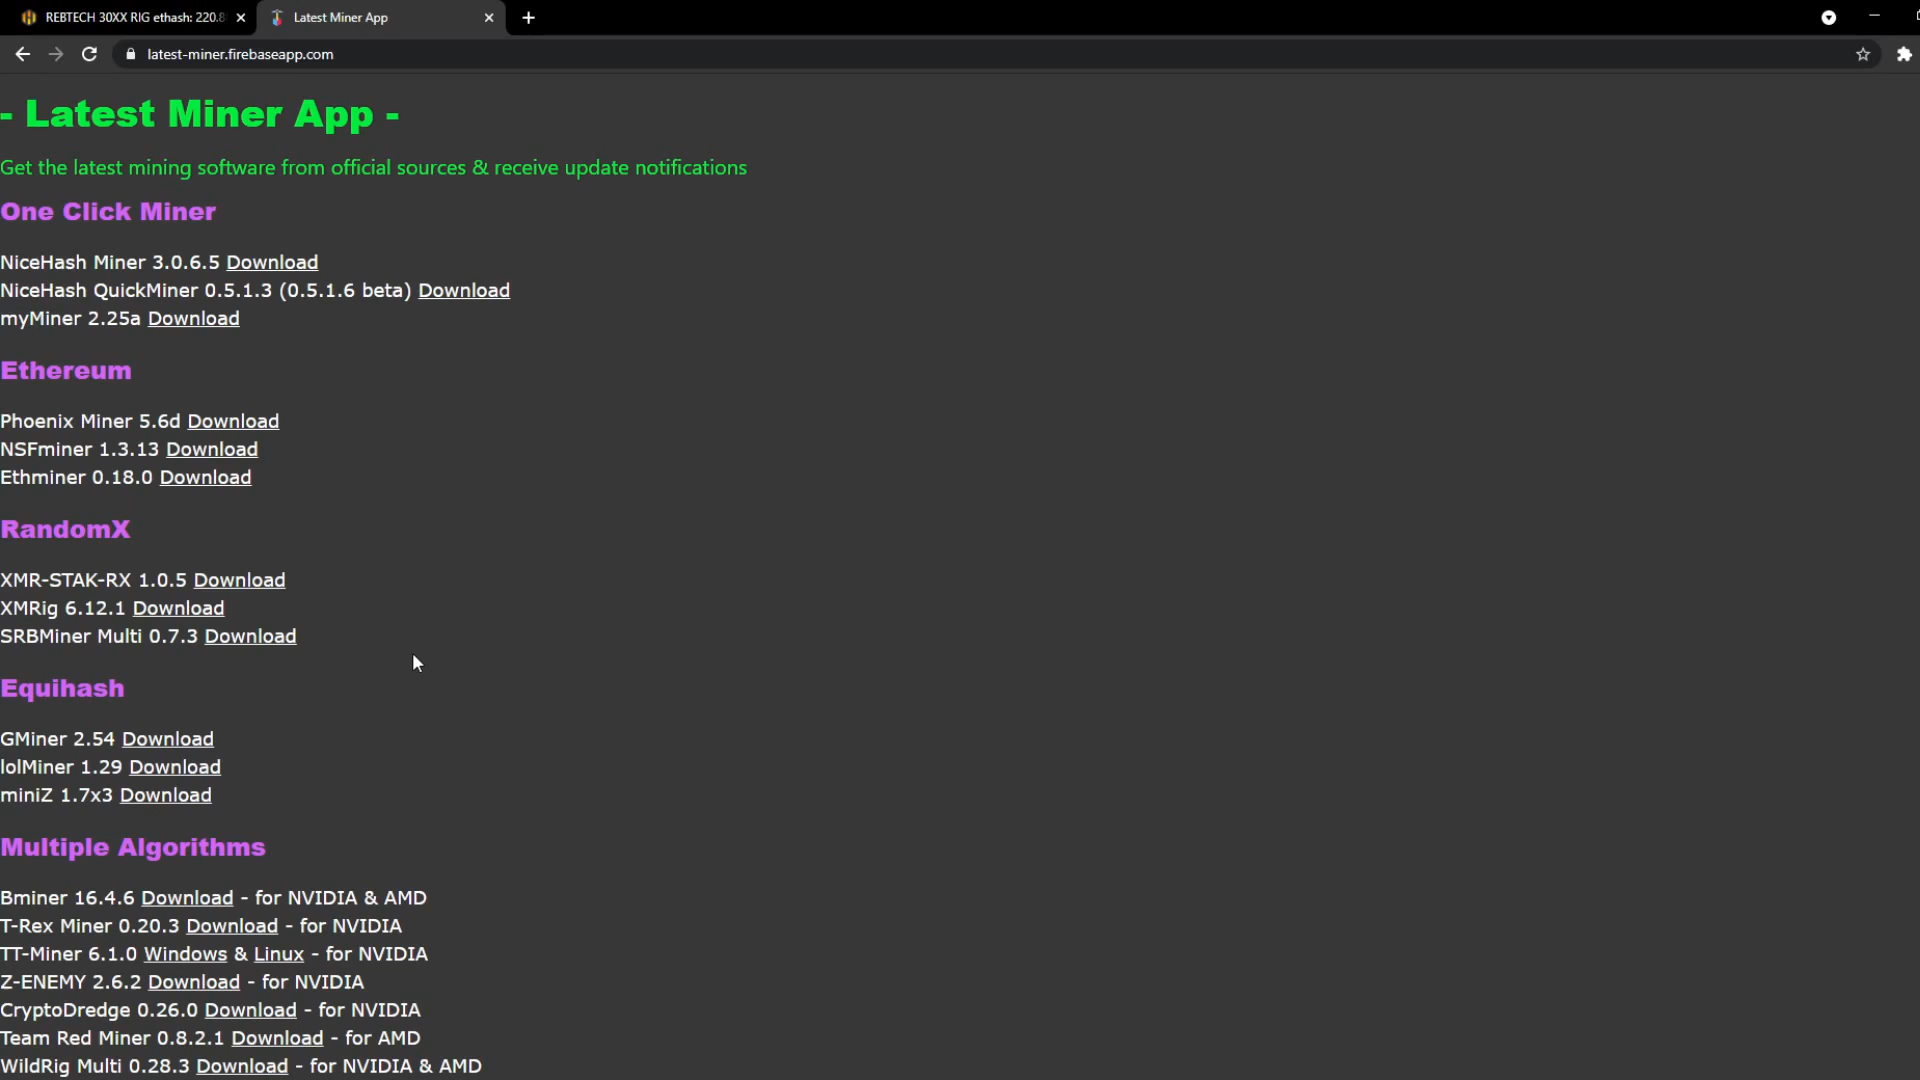 REBTECH 30XX RIG ethash: 220.8
Latest Miner App
latest-miner.firebaseapp.com
- Latest Miner App -
Get the latest mining software from official sources & receive update notifications
One Click Miner
NiceHash Miner 3.0.6.5 Download
NiceHash QuickMiner 0.5.1.3 (0.5.1.6 beta) Download
myMiner 2.25a Download
Ethereum
Phoenix Miner 5.6d Download
NSFminer 1.3.13 Download
Ethminer 0.18.0 Download
RandomX
XMR-STAK-RX 1.0.5 Download
XMRig 6.12.1 Download
SRBMiner Multi 0.7.3 Download
Equihash
GMiner 2.54 Download
lolMiner 1.29 Download
miniZ 1.7x3 Download
Multiple Algorithms
Bminer 16.4.6 Download - for NVIDIA & AMD
T-Rex Miner 0.20.3 Download - for NVIDIA
TT-Miner 6.1.0 Windows & Linux - for NVIDIA
Z-ENEMY 2.6.2 Download - for NVIDIA
CryptoDredge 0.26.0 Download - for NVIDIA
Team Red Miner 0.8.2.1 Download - for AMD
WildRig Multi 0.28.3 Download - for NVIDIA & AMD